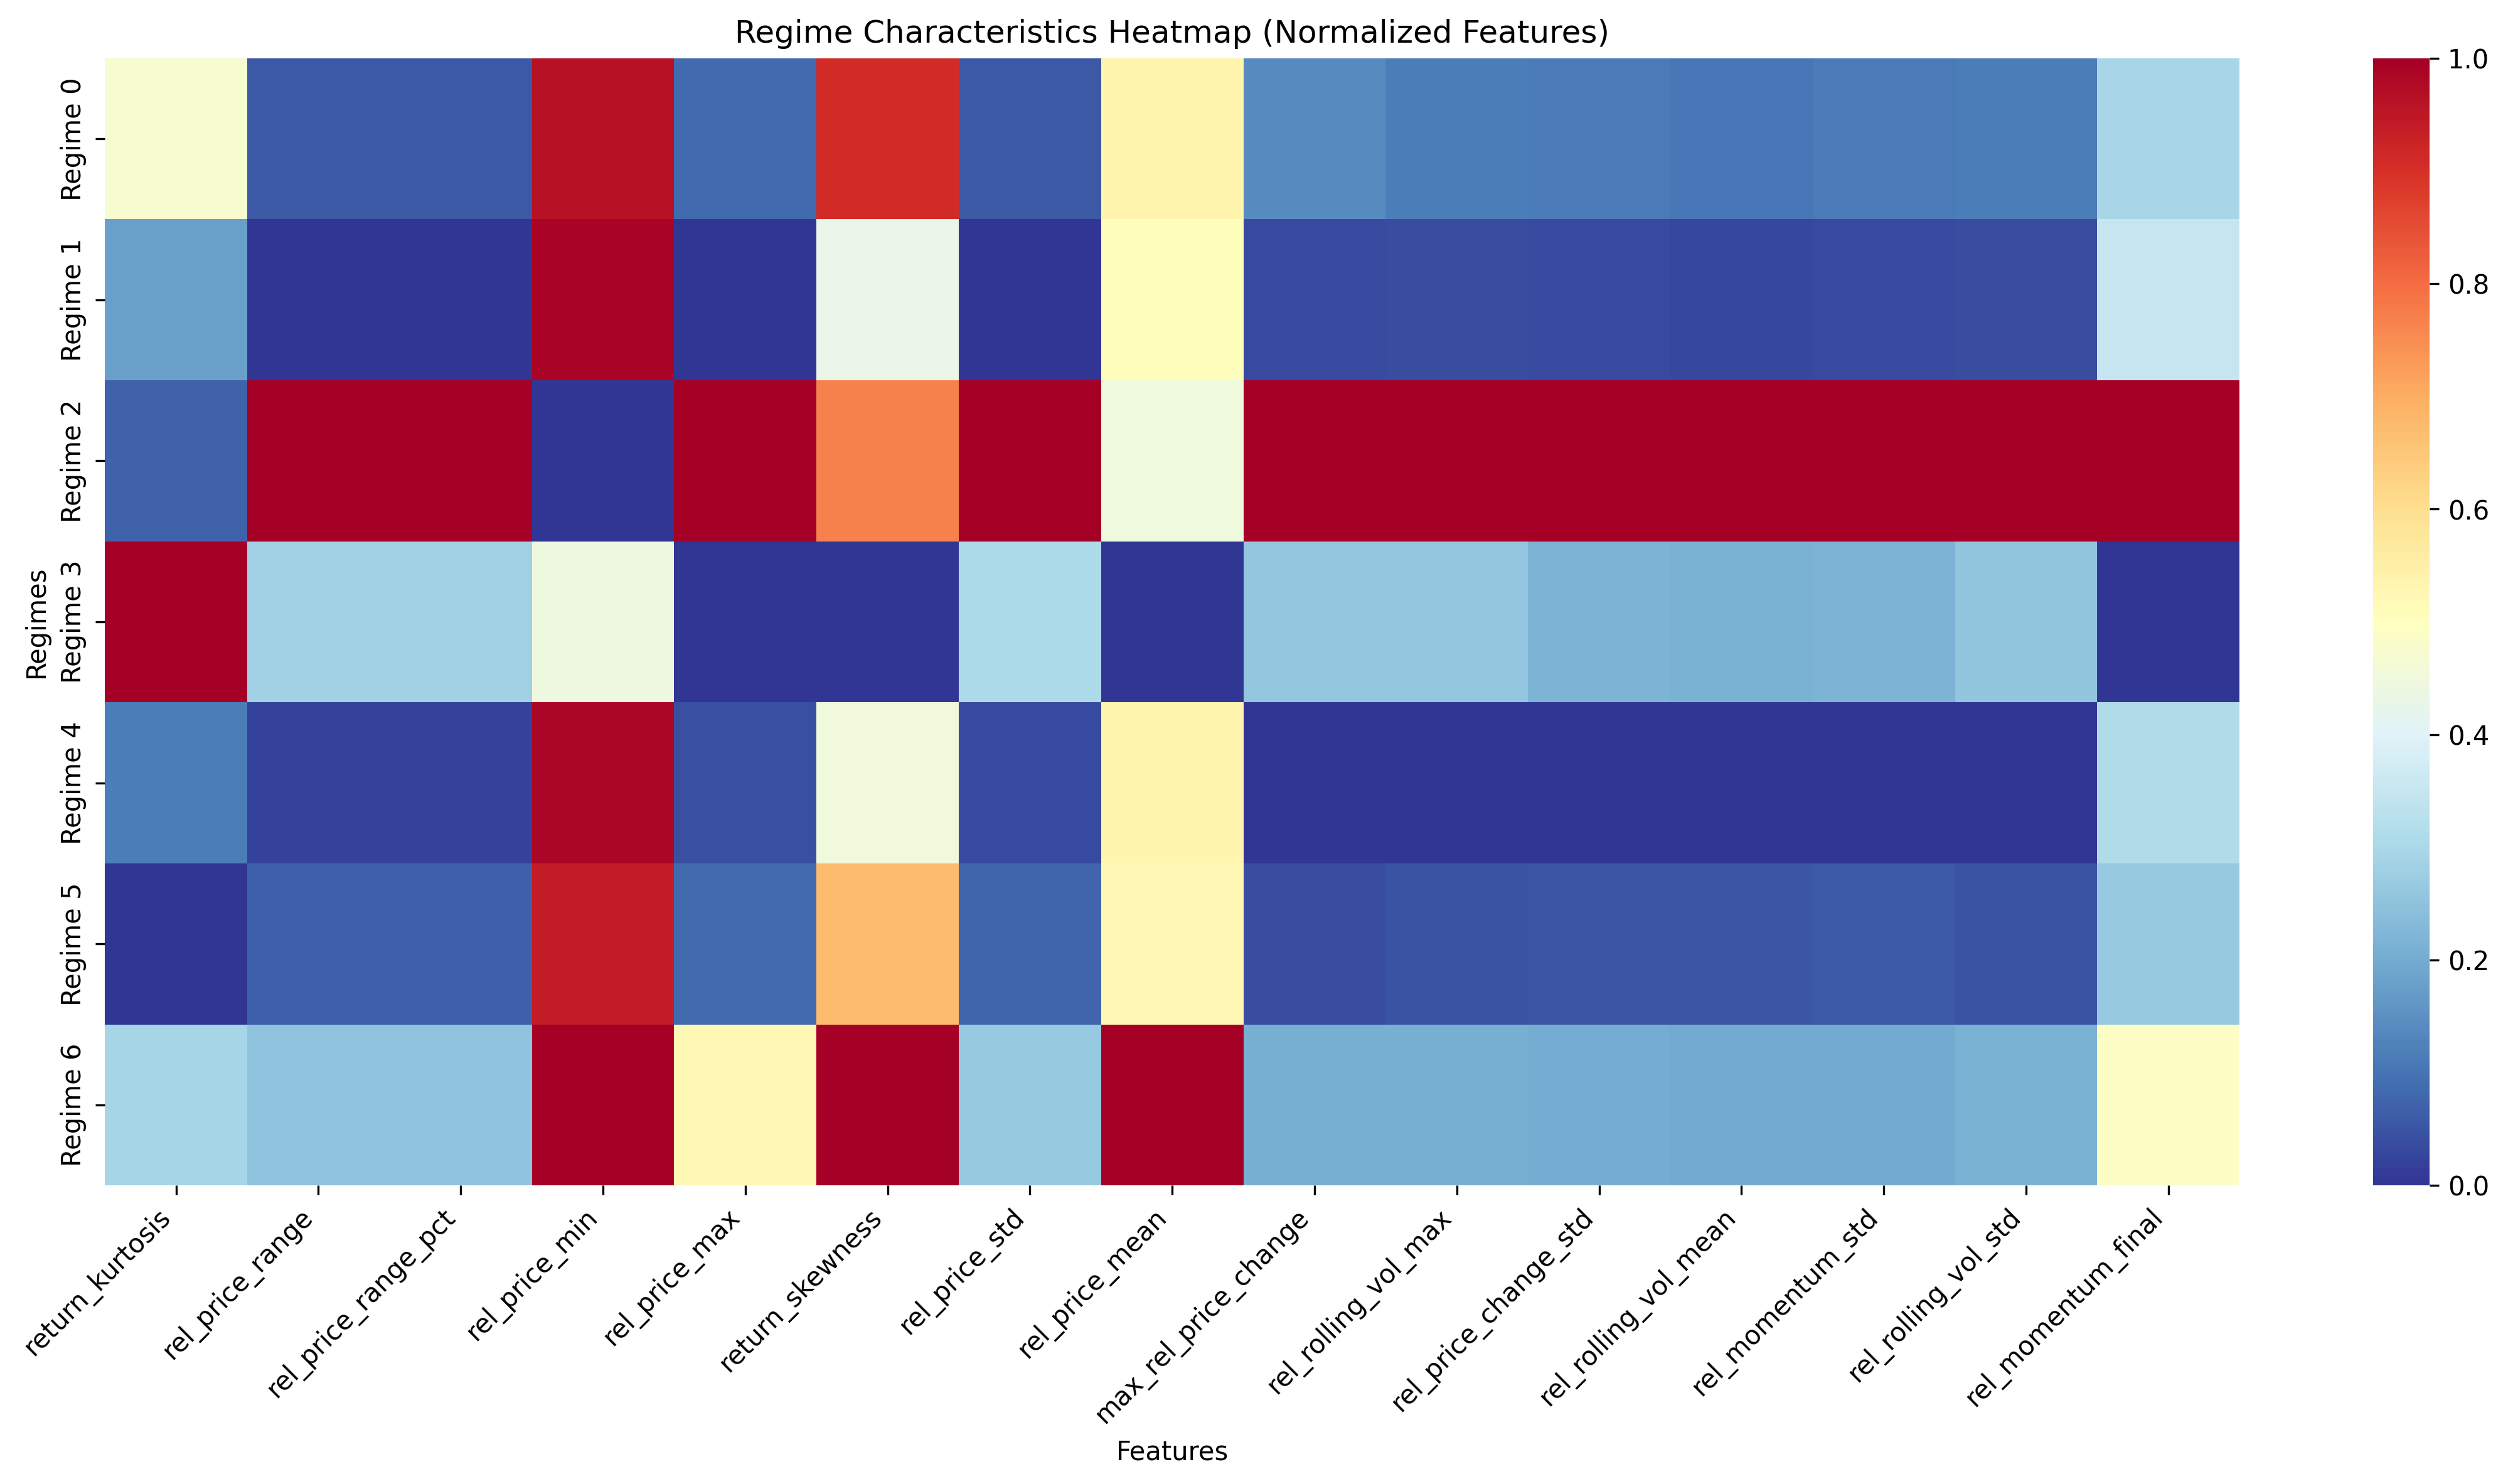 Regime Characteristics Heatmap (Normalized Features)
Regimes
Regime 0
Regime 1
Regime 2
Regime 3
Regime 4
Regime 5
Regime 6
return_kurtosis
rel_price_range
rel_price_range_pct
rel_price_min
rel_price_max
return_skewness
rel_price_std
rel_price_mean
max_rel_price_change
rel_rolling_vol_max
rel_price_change_std
rel_rolling_vol_mean
rel_momentum_std
rel_rolling_vol_std
rel_momentum_final
Features
1.0
0.8
0.6
0.4
0.2
0.0